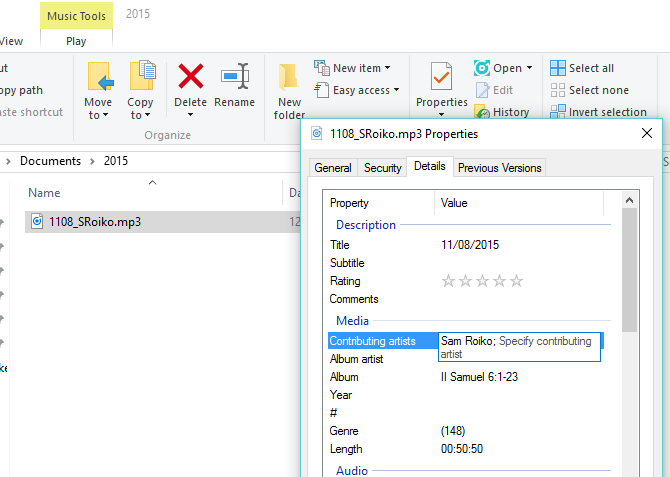 Music Tools
2015
View
Play
ut
opy path
aste shortcut
Move to
Copy to
Delete
Rename
Organize
New folder
New item
Easy access
Properties
Open
Edit
History
Select all
Select none
Invert selection
Documents > 2015
Name
Da
1108_SRoiko.mp3
12
1108_SRoiko.mp3 Properties
General
Security
Details
Previous Versions
Property
Value
Description
Title
11/08/2015
Subtitle
Rating
Comments
Media
Contributing artists
Sam Roiko; Specify contributing
artist
Album artist
Album
II Samuel 6:1-23
Year
#
Genre
(148)
Length
00:50:50
Audio